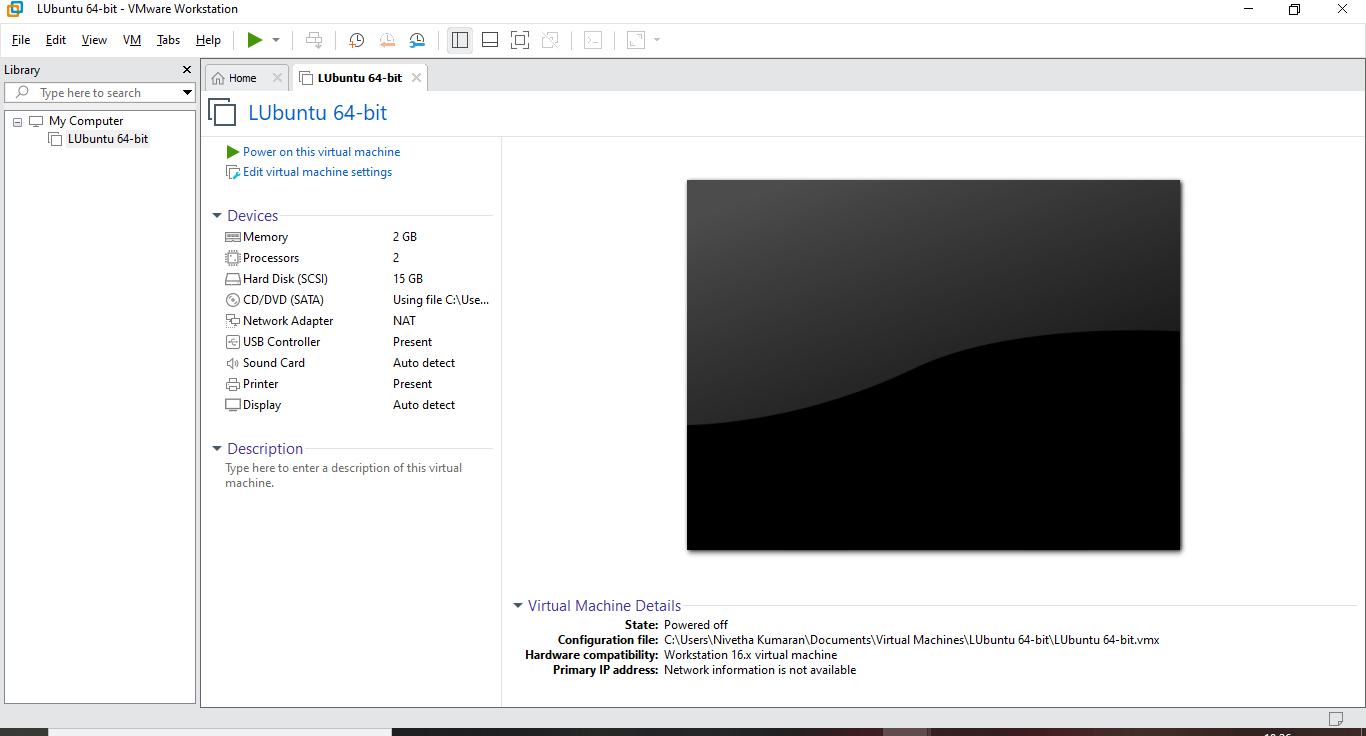 LUbuntu 64-bit - VMware Workstation
File Edit View VM Tabs Help
Library
Type here to search
My Computer
LUbuntu 64-bit
Home
LUbuntu 64-bit
LUbuntu 64-bit
Power on this virtual machine
Edit virtual machine settings
Devices
Memory 2 GB
Processors 2
Hard Disk (SCSI) 15 GB
CD/DVD (SATA) Using file C:\Use...
Network Adapter NAT
USB Controller Present
Sound Card Auto detect
Printer Present
Display Auto detect
Description
Type here to enter a description of this virtual
machine.
Virtual Machine Details
State: Powered off
Configuration file: C:\Users\Nivetha Kumaran\Documents\Virtual Machines\LUbuntu 64-bit\LUbuntu 64-bit.vmx
Hardware compatibility: Workstation 16.x virtual machine
Primary IP address: Network information is not available